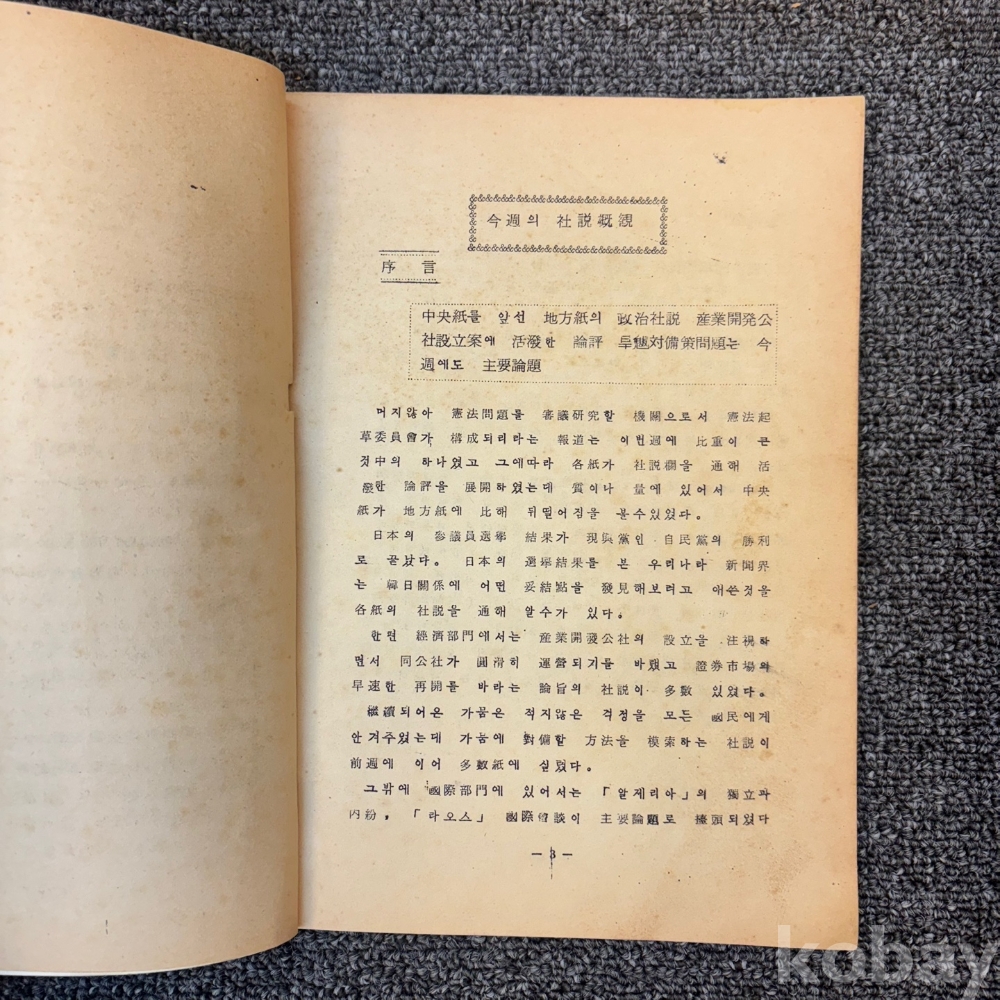 今週의 社説槪觀
序 言
中央紙를 앞선 地方紙의 政治社説 産業開発公
社設立案에 活潑한 論評 旱魃対備策問題는 今
週에도 主要論題
머지않아 憲法問題를 審議硏究할 機關으로서 憲法起
草委員會가 構成되리라는 報道는 이번週에 比重이 큰
것中의 하나였고 그에따라 各紙가 社説欄을 通해 活
潑한 論評을 展開하였는데 質이나 量에 있어서 中央
紙가 地方紙에 比해 뒤떨어짐을 볼수있었다。
日本의 參議員選擧 結果가 現與黨인 自民黨의 勝利
로 끝났다。 日本의 選擧結果를 본 우리나라 新聞界
는 韓日關係에 어떤 妥結點을 發見해보려고 애쓴것을
各紙의 社説을 通해 알수가 있다。
한편 經濟部門에서는 産業開發公社의 設立을 注視하
면서 同公社가 圓滑히 運營되기를 바랬고 證券市場의
早速한 再開를 바라는 論旨의 社説이 多數 있었다。
繼續되어온 가뭄은 적지않은 걱정을 모든 國民에게
안겨주었는데 가뭄에 對備할 方法을 模索하는 社説이
前週에 이어 多數紙에 실렸다。
그밖에 國際部門에 있어서는 「알제리아」의 獨立과
内紛, 「라오스」 國際會談이 主要論題로 擡頭되었다
— 3 —
kobay